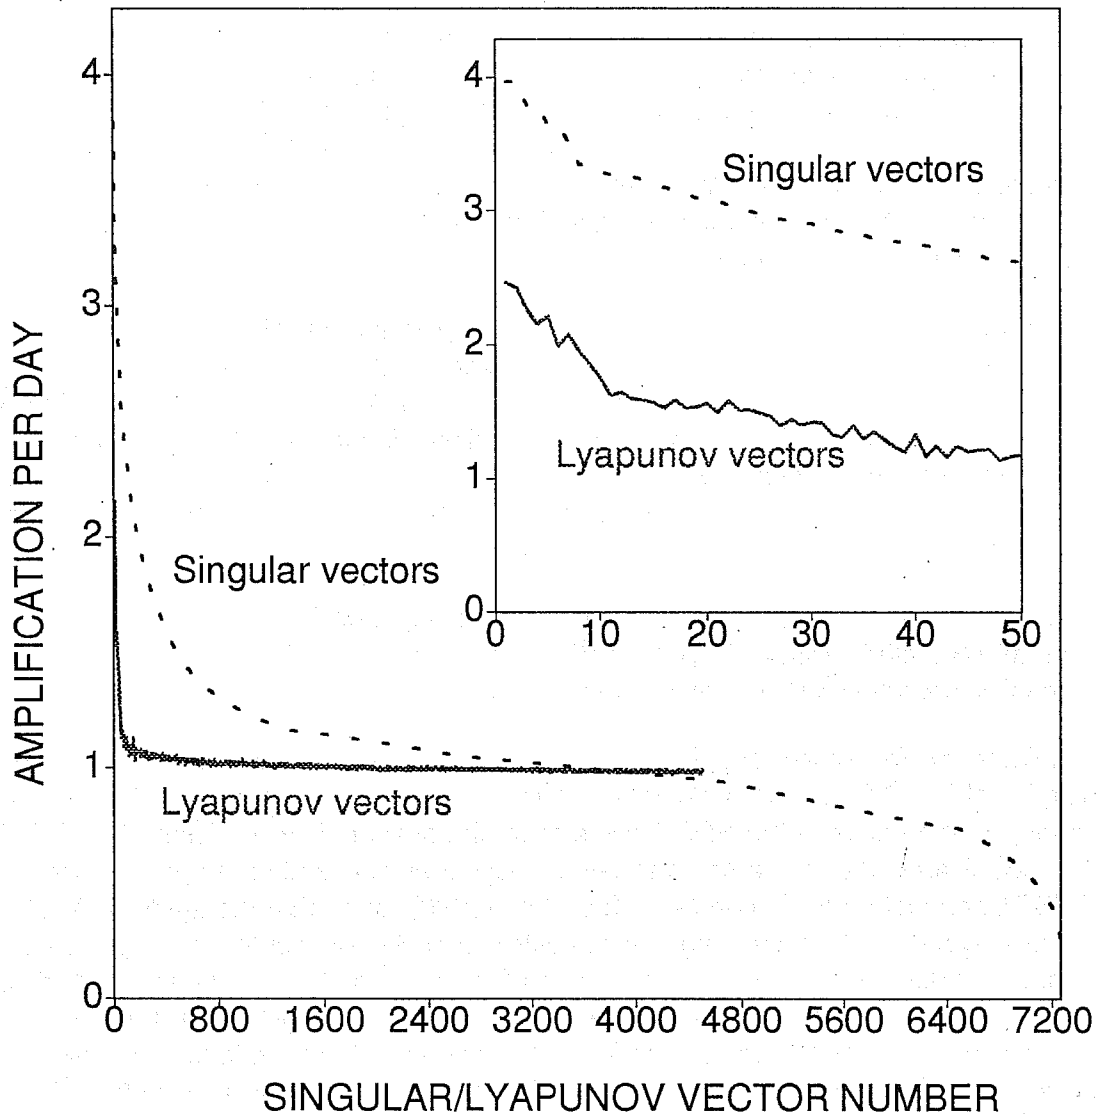 4
3
2
1
0
0 800 1600 2400 3200 4000 4800 5600 6400 7200
AMPLIFICATION PER DAY
SINGULAR/LYAPUNOV VECTOR NUMBER
Singular vectors
Lyapunov vectors
4
3
2
1
0
0 10 20 30 40 50
Singular vectors
Lyapunov vectors